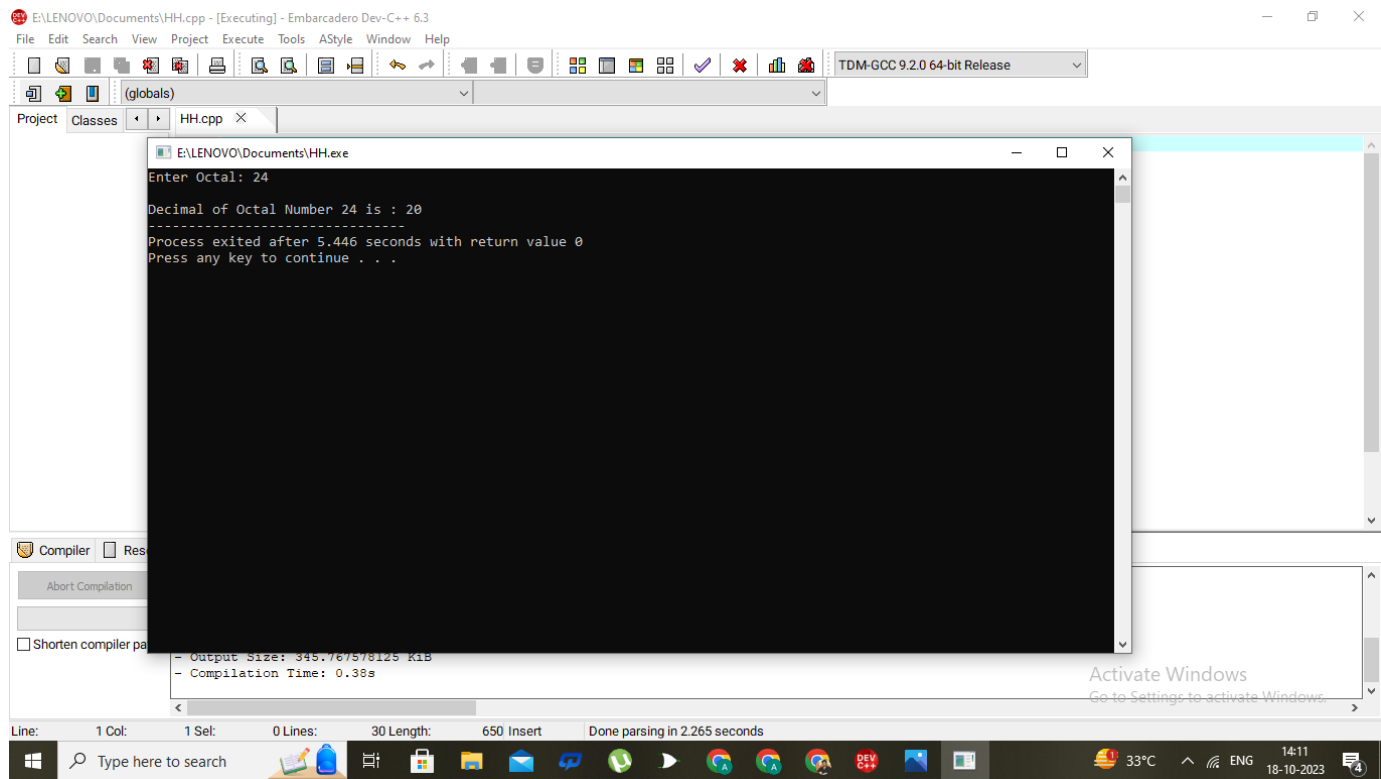 E:\LENOVO\Documents\HH.cpp - [Executing] - Embarcadero Dev-C++ 6.3
File Edit Search View Project Execute Tools AStyle Window Help
TDM-GCC 9.2.0 64-bit Release
(globals)
Project Classes HH.cpp
E:\LENOVO\Documents\HH.exe
Enter Octal: 24
Decimal of Octal Number 24 is : 20
--------------------------------
Process exited after 5.446 seconds with return value 0
Press any key to continue . . .
Compiler Res
Abort Compilation
Shorten compiler pa
- Output Size: 345.767578125 KiB
- Compilation Time: 0.38s
Activate Windows
Go to Settings to activate Windows.
Line: 1 Col: 1 Sel: 0 Lines: 30 Length: 650 Insert Done parsing in 2.265 seconds
Type here to search
DEV C++
1
33°C
ENG
14:11
18-10-2023
4